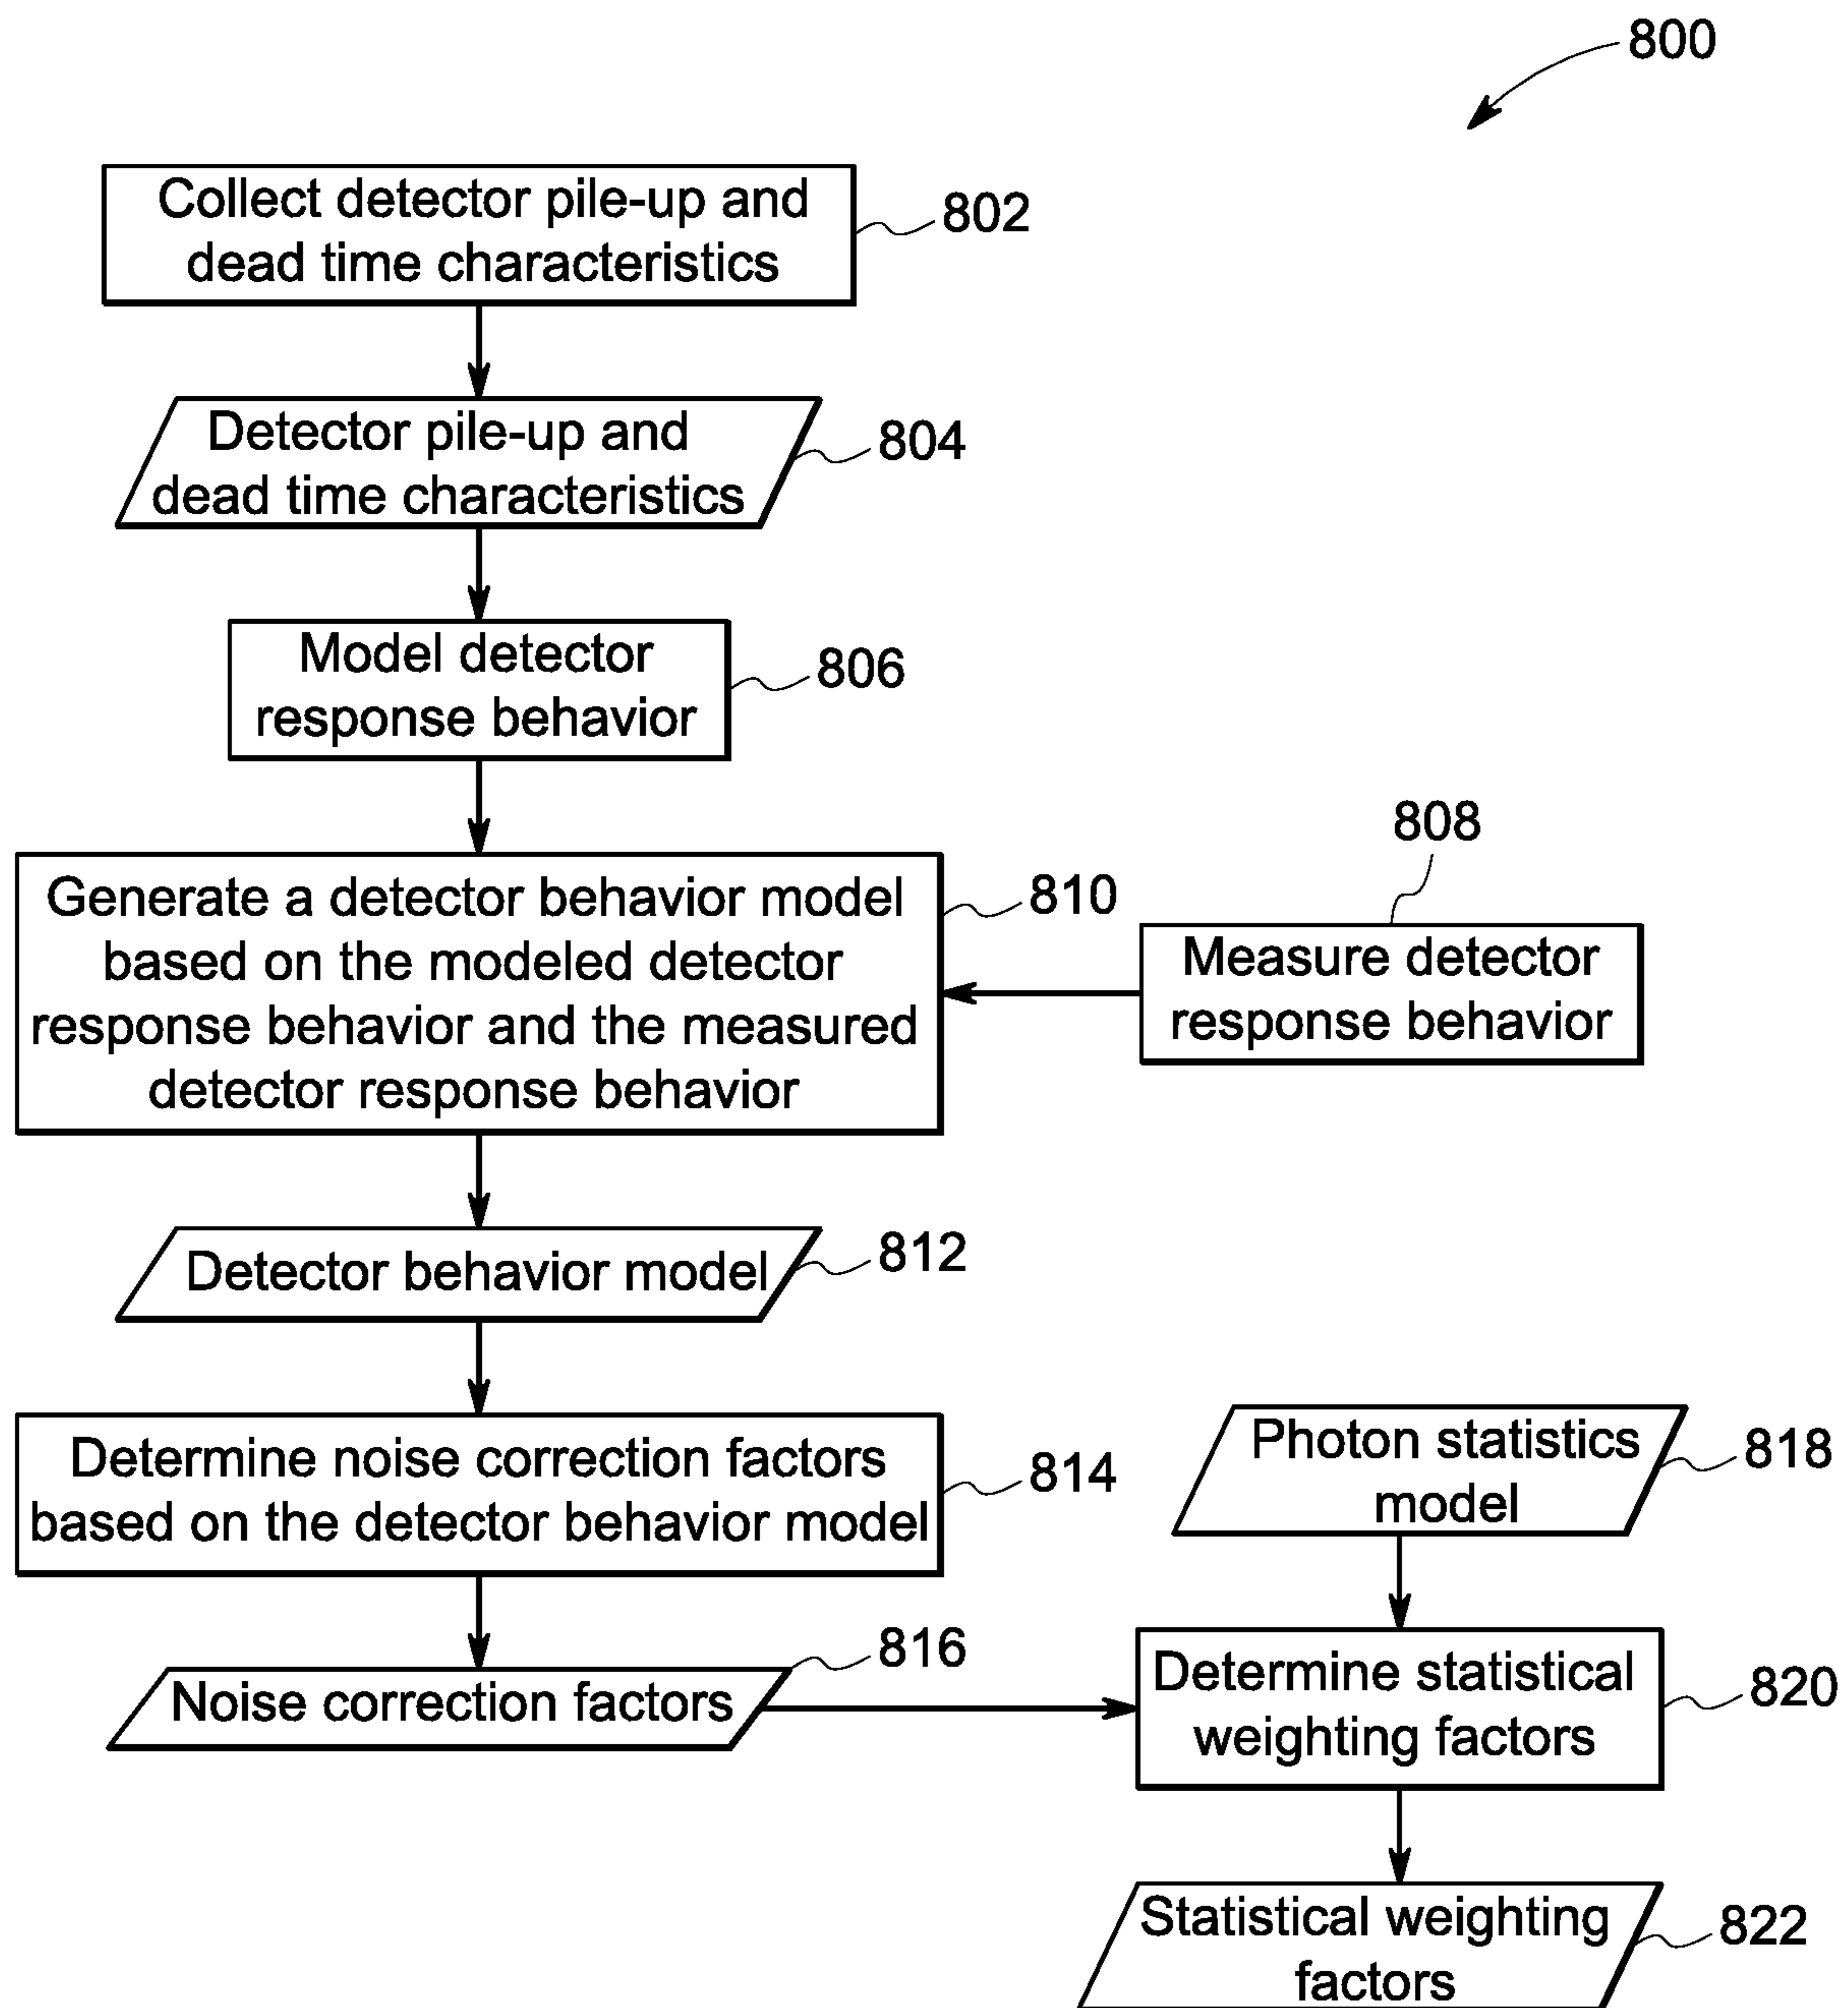 800
Collect detector pile-up and
dead time characteristics
802
Detector pile-up and
dead time characteristics
804
Model detector
response behavior
806
808
Generate a detector behavior model
based on the modeled detector
response behavior and the measured
detector response behavior
810
Measure detector
response behavior
Detector behavior model
812
Determine noise correction factors
based on the detector behavior model
814
Photon statistics
model
818
Noise correction factors
816
Determine statistical
weighting factors
820
Statistical weighting
factors
822